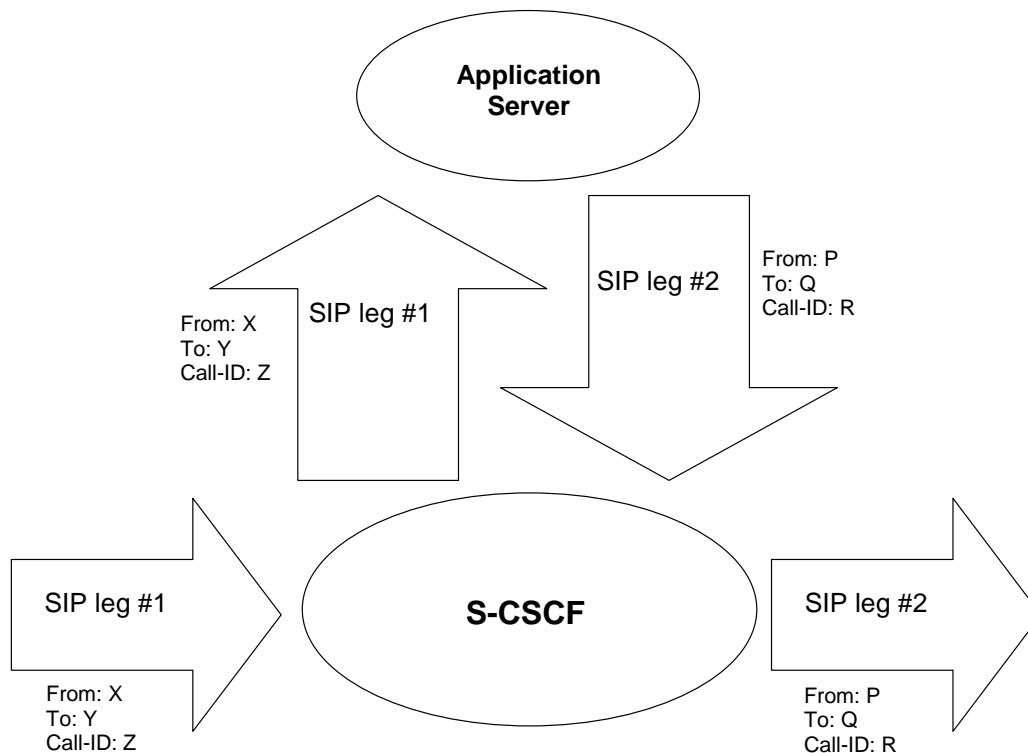 Application
Server
SIP leg #1
From: X
To: Y
Call-ID: Z
SIP leg #2
From: P
To: Q
Call-ID: R
SIP leg #1
From: X
To: Y
Call-ID: Z
S-CSCF
SIP leg #2
From: P
To: Q
Call-ID: R